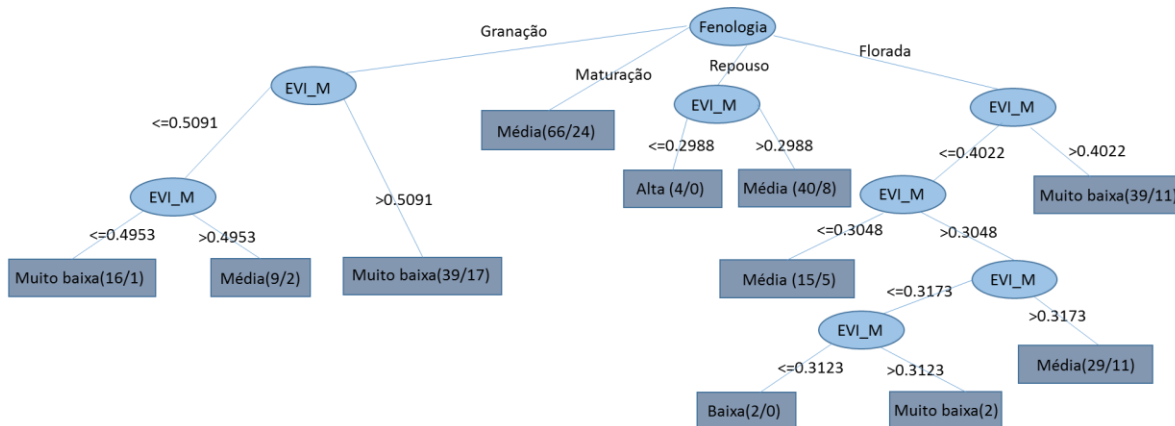 Fenologia
Granação
Maturação
Repouso
Florada
EVI_M
Média(66/24)
EVI_M
EVI_M
<=0.5091
>0.5091
<=0.2988
>0.2988
<=0.4022
>0.4022
Alta (4/0)
Média (40/8)
EVI_M
Muito baixa(39/11)
EVI_M
<=0.4953
>0.4953
<=0.3048
>0.3048
Muito baixa(16/1)
Média(9/2)
Muito baixa(39/17)
Média (15/5)
EVI_M
<=0.3173
>0.3173
EVI_M
Média(29/11)
<=0.3123
>0.3123
Baixa(2/0)
Muito baixa(2)